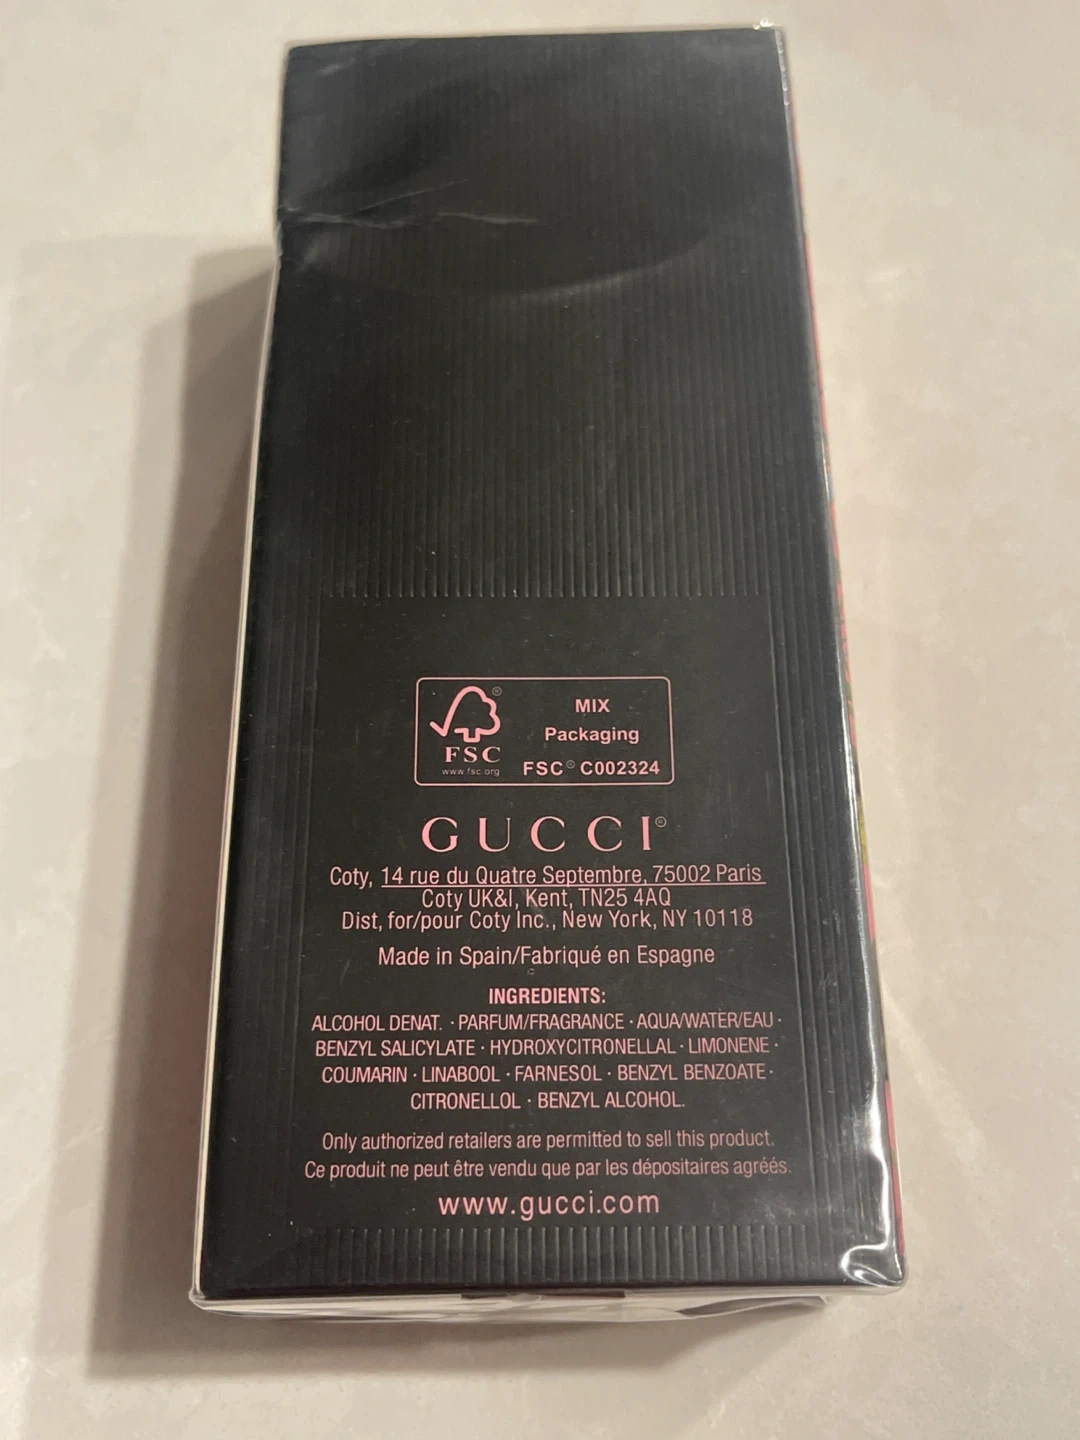 MIX
Packaging
FSC® C002324
®
FSC
www.fsc.org
GUCCI®
Coty, 14 rue du Quatre Septembre, 75002 Paris
Coty UK&I, Kent, TN25 4AQ
Dist, for/pour Coty Inc., New York, NY 10118
Made in Spain/Fabriqué en Espagne
INGREDIENTS:
ALCOHOL DENAT. · PARFUM/FRAGRANCE · AQUA/WATER/EAU ·
BENZYL SALICYLATE · HYDROXYCITRONELLAL · LIMONENE ·
COUMARIN · LINABOOL · FARNESOL · BENZYL BENZOATE ·
CITRONELLOL · BENZYL ALCOHOL.
Only authorized retailers are permitted to sell this product.
Ce produit ne peut être vendu que par les dépositaires agréés.
www.gucci.com